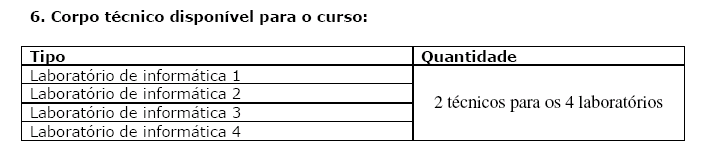 6. Corpo técnico disponível para o curso:
Tipo Quantidade
Laboratório de informática 1
Laboratório de informática 2
2 técnicos para os 4 laboratórios
Laboratório de informática 3
Laboratório de informática 4